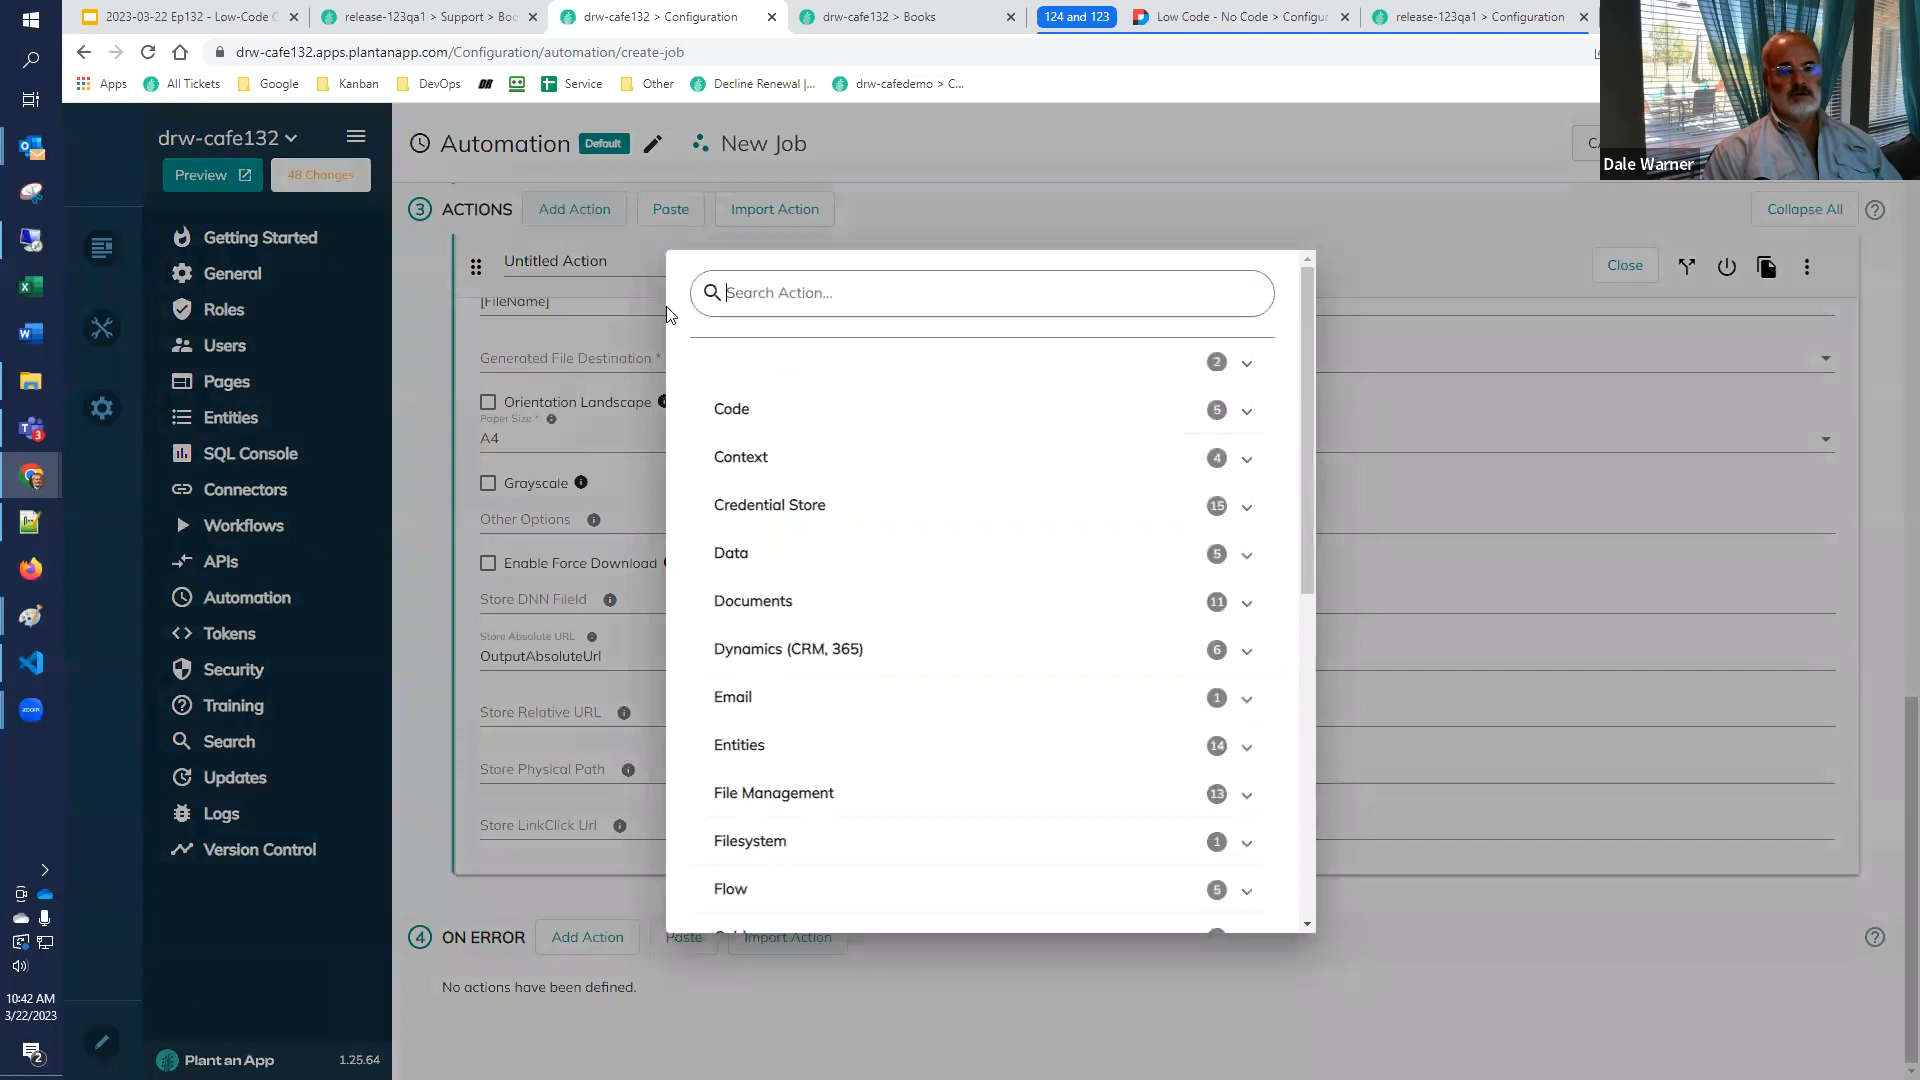 2023-03-22 Ep132 - Low-Code C
release-123qa1 > Support > Boo
drw-cafe132 > Configuration
drw-cafe132 > Books
124 and 123
Low Code - No Code > Configur
release-123qa1 > Configuration
drw-cafe132.apps.plantanapp.com/Configuration/automation/create-job
Apps
All Tickets
Google
Kanban
DevOps
Service
Other
Decline Renewal |...
drw-cafedemo > C...
Dale Warner
drw-cafe132
Preview
48 Changes
Getting Started
General
Roles
Users
Pages
Entities
SQL Console
Connectors
Workflows
APIs
Automation
Tokens
Security
Training
Search
Updates
Logs
Version Control
Plant an App
1.25.64
Automation
Default
New Job
3
ACTIONS
Add Action
Paste
Import Action
Collapse All
Untitled Action
Close
[FileName]
Generated File Destination *
Orientation Landscape
Paper Size *
A4
Grayscale
Other Options
Enable Force Download
Store DNN FileId
Store Absolute URL
OutputAbsoluteUrl
Store Relative URL
Store Physical Path
Store LinkClick Url
Search Action...
2
Code 5
Context 4
Credential Store 15
Data 5
Documents 11
Dynamics (CRM, 365) 6
Email 1
Entities 14
File Management 13
Filesystem 1
Flow 5
4
ON ERROR
Add Action
Paste
Import Action
No actions have been defined.
10:42 AM
3/22/2023
2
3